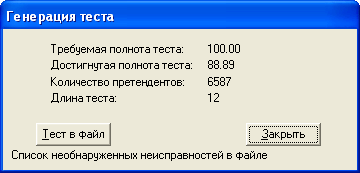 Генерация теста
Требуемая полнота теста: 100.00
Достигнутая полнота теста: 88.89
Количество претендентов: 6587
Длина теста: 12
Тест в файл Закрыть
Список необнаруженных неисправностей в файле